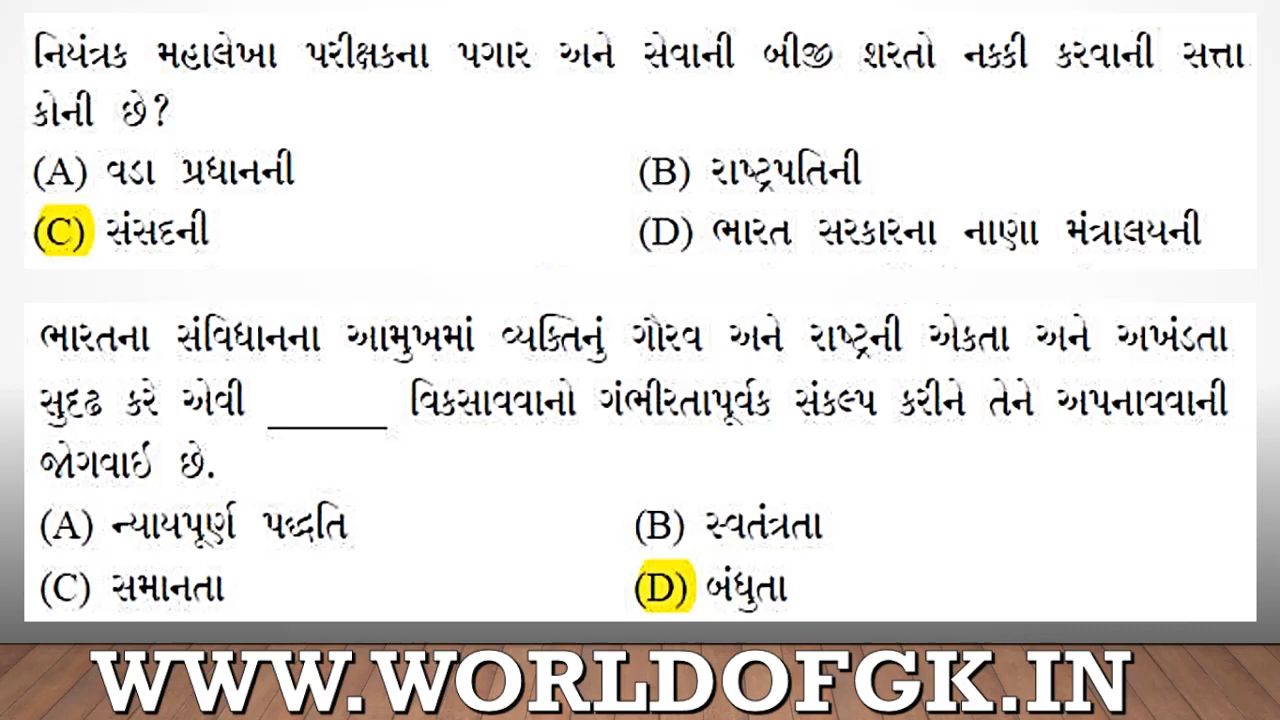 નિયંત્રક મહાલેખા પરીક્ષકના પગાર અને સેવાની બીજી શરતો નક્કી કરવાની સત્તા
કોની છે?
(A) વડા પ્રધાનની (B) રાષ્ટ્રપતિની
(C) સંસદની (D) ભારત સરકારના નાણા મંત્રાલયની
ભારતના સંવિધાનના આમુખમાં વ્યક્તિનું ગૌરવ અને રાષ્ટ્રની એકતા અને અખંડતા
સુદૃઢ કરે એવી ______ વિકસાવવાનો ગંભીરતાપૂર્વક સંકલ્પ કરીને તેને અપનાવવાની
જોગવાઈ છે.
(A) ન્યાયપૂર્ણ પદ્ધતિ (B) સ્વતંત્રતા
(C) સમાનતા (D) બંધુતા
WWW.WORLDOFGK.IN